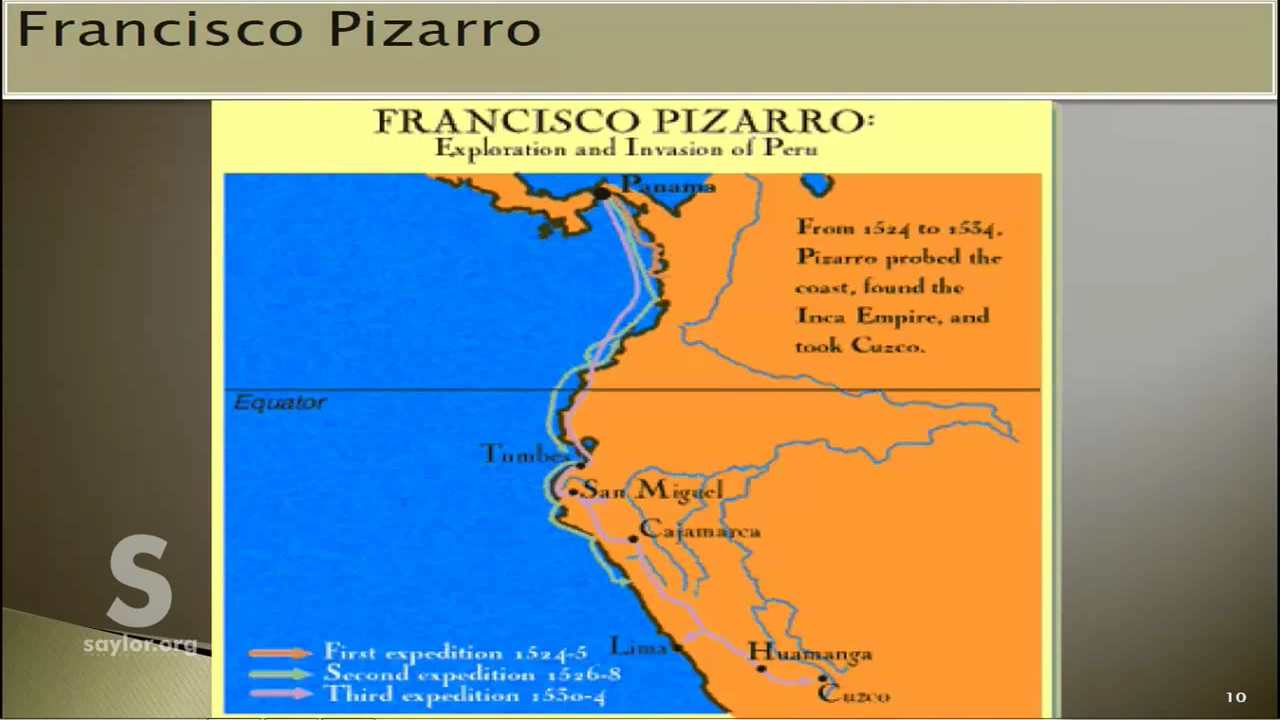 Francisco Pizarro
FRANCISCO PIZARRO:
Exploration and Invasion of Peru
Panama
From 1524 to 1534,
Pizarro probed the
coast, found the
Inca Empire, and
took Cuzco.
Equator
Tumbes
San Miguel
Cajamarca
Lima
Huamanga
Cuzco
First expedition 1524-5
Second expedition 1526-8
Third expedition 1530-4
S
saylor.org
10